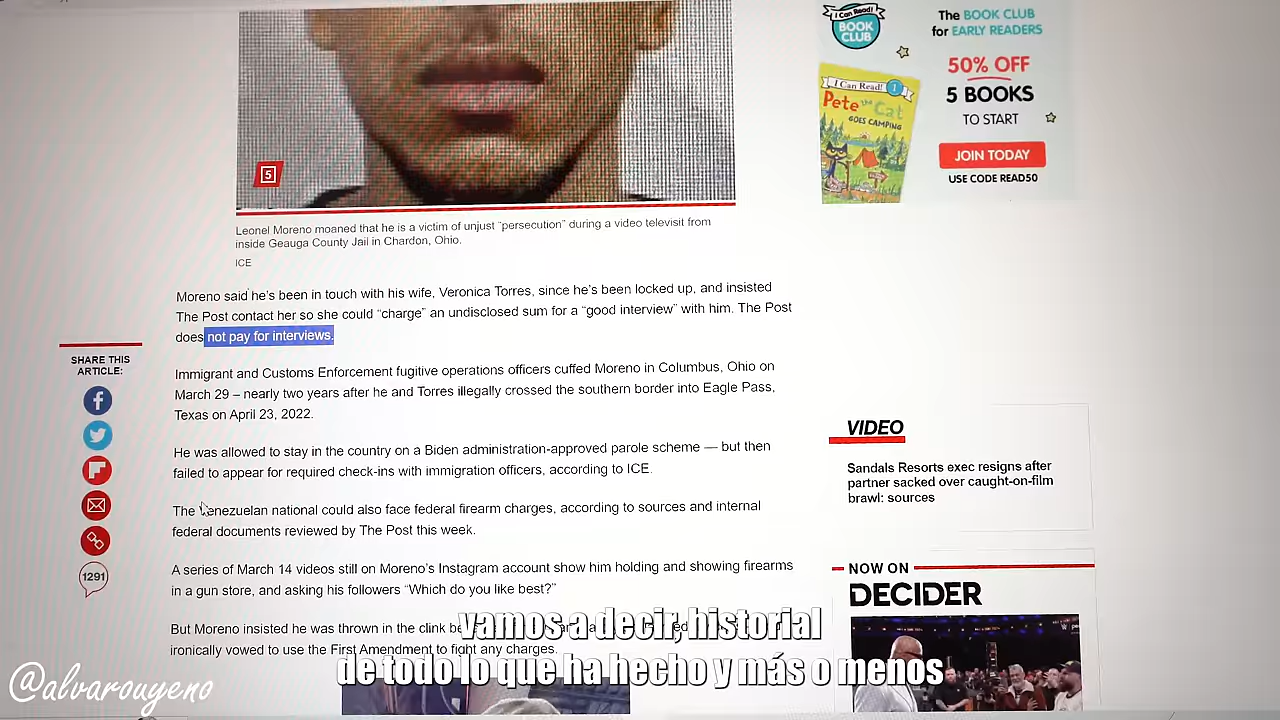 I Can Read!
BOOK
CLUB
The BOOK CLUB
for EARLY READERS
50% OFF
5 BOOKS
TO START
JOIN TODAY
USE CODE READ50
I Can Read! 1
Pete the Cat
GOES CAMPING
5
Leonel Moreno moaned that he is a victim of unjust “persecution” during a video televisit from
inside Geauga County Jail in Chardon, Ohio.
ICE
Moreno said he’s been in touch with his wife, Veronica Torres, since he’s been locked up, and insisted
The Post contact her so she could “charge” an undisclosed sum for a “good interview” with him. The Post
does not pay for interviews.
SHARE THIS
ARTICLE:
Immigrant and Customs Enforcement fugitive operations officers cuffed Moreno in Columbus, Ohio on
March 29 – nearly two years after he and Torres illegally crossed the southern border into Eagle Pass,
Texas on April 23, 2022.
He was allowed to stay in the country on a Biden administration-approved parole scheme — but then
failed to appear for required check-ins with immigration officers, according to ICE.
The Venezuelan national could also face federal firearm charges, according to sources and internal
federal documents reviewed by The Post this week.
A series of March 14 videos still on Moreno’s Instagram account show him holding and showing firearms
in a gun store, and asking his followers “Which do you like best?”
But Moreno insisted he was thrown in the clink
ironically vowed to use the First Amendment to fight any charges.
1291
VIDEO
Sandals Resorts exec resigns after
partner sacked over caught-on-film
brawl: sources
NOW ON
DECIDER
vamos a decir, historial
de todo lo que ha hecho y más o menos
@alvarouyeno